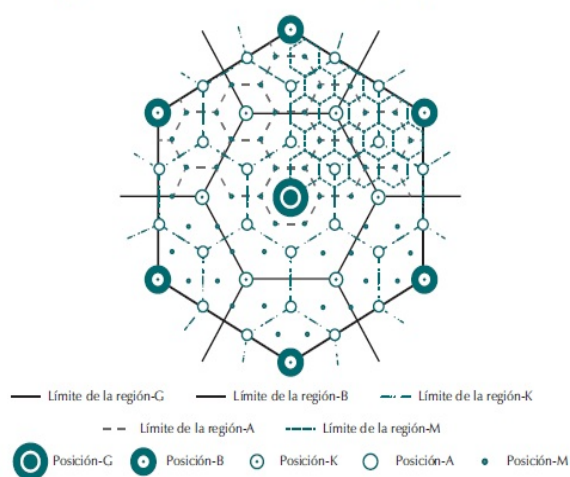 Límite de la región-G Límite de la región-B Límite de la región-K
Límite de la región-A Límite de la región-M
Posición-G Posición-B Posición-K Posición-A Posición-M